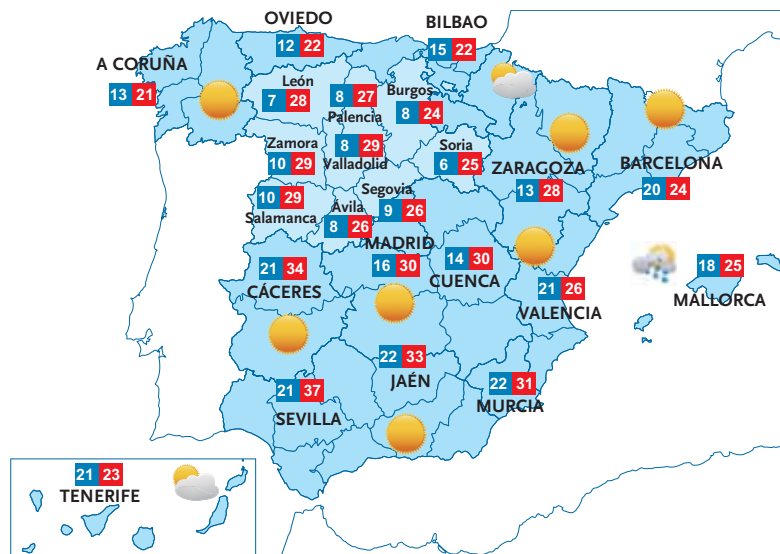 OVIEDO
12 22
BILBAO
15 22
A CORUÑA
13 21
León
7 28
8 27
Palencia
Burgos
8 24
Zamora
10 29
8 29
Valladolid
Soria
6 25
ZARAGOZA
13 28
BARCELONA
20 24
10 29
Salamanca
Ávila
8 26
Segovia
9 26
MADRID
16 30
14 30
CUENCA
21 34
CÁCERES
21 26
VALENCIA
18 25
MALLORCA
22 33
JAÉN
21 37
SEVILLA
22 31
MURCIA
21 23
TENERIFE